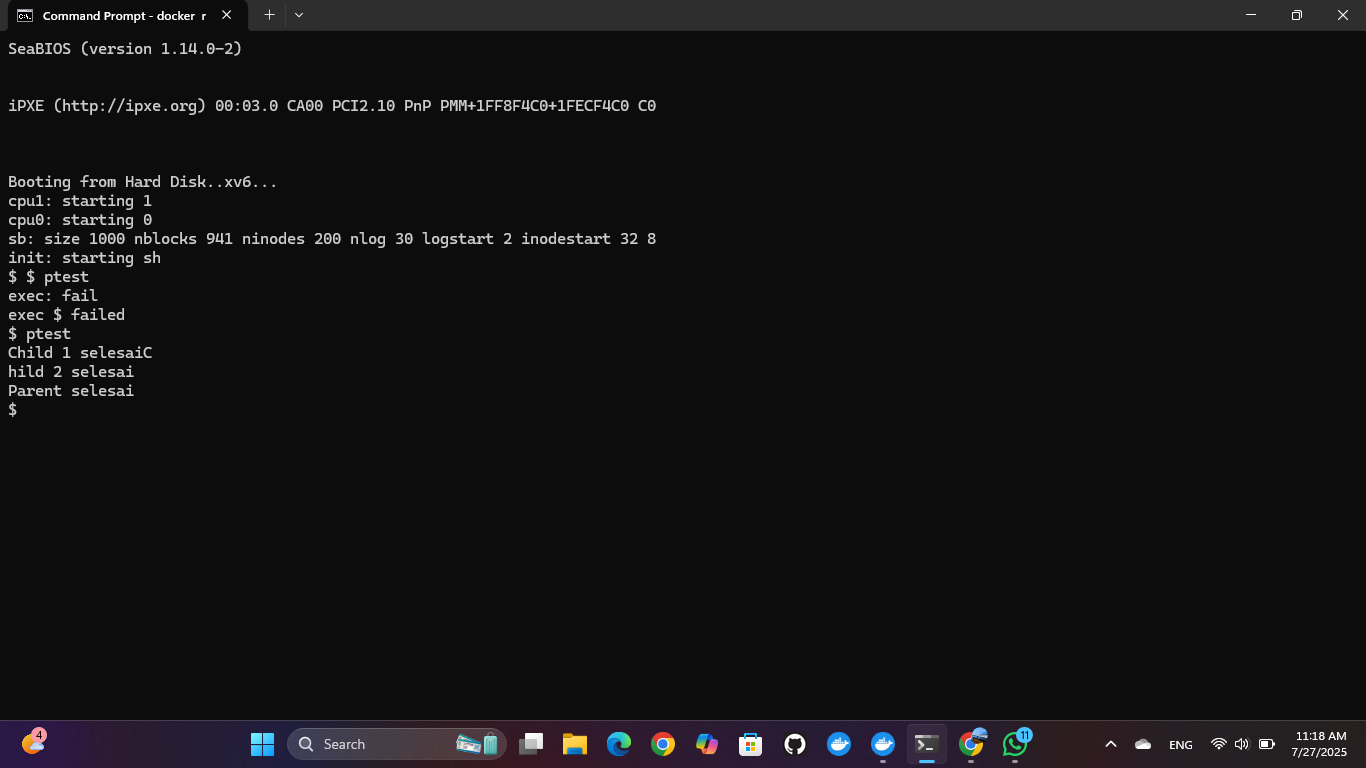 Command Prompt - docker r
SeaBIOS (version 1.14.0-2)
iPXE (http://ipxe.org) 00:03.0 CA00 PCI2.10 PnP PMM+1FF8F4C0+1FECF4C0 C0
Booting from Hard Disk..xv6...
cpu1: starting 1
cpu0: starting 0
sb: size 1000 nblocks 941 ninodes 200 nlog 30 logstart 2 inodestart 32 8
init: starting sh
$ $ ptest
exec: fail
exec $ failed
$ ptest
Child 1 selesaiC
hild 2 selesai
Parent selesai
$
4
Search
11
ENG
11:18 AM
7/27/2025